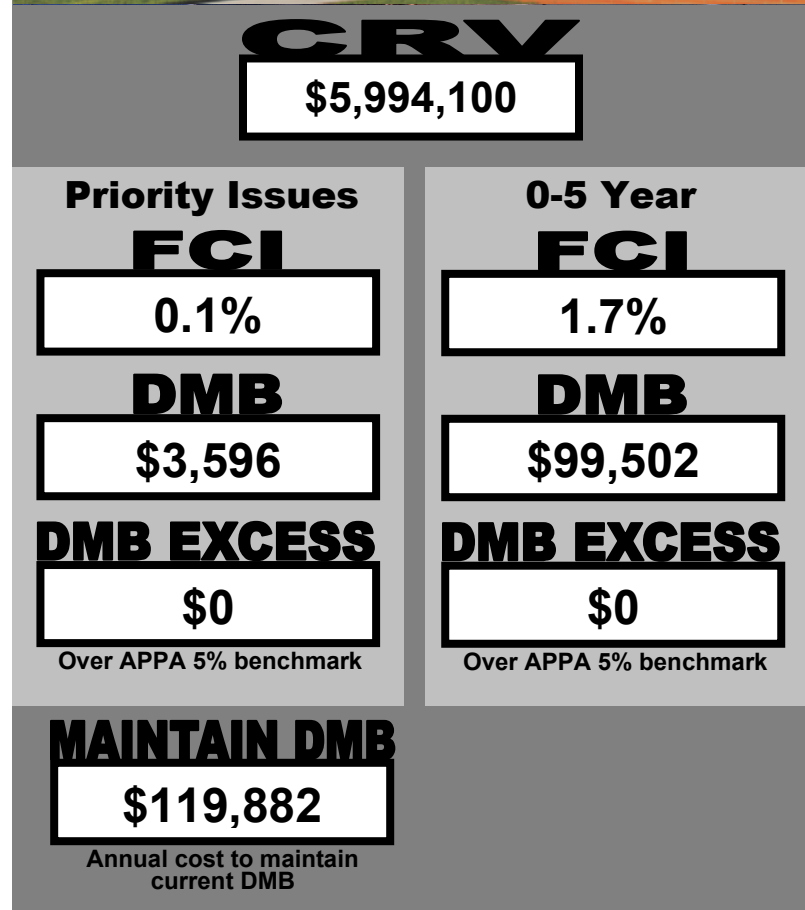 CRV
$5,994,100
Priority Issues
FCI
0.1%
DMB
$3,596
DMB EXCESS
$0
Over APPA 5% benchmark
0-5 Year
FCI
1.7%
DMB
$99,502
DMB EXCESS
$0
Over APPA 5% benchmark
MAINTAIN DMB
$119,882
Annual cost to maintain
current DMB